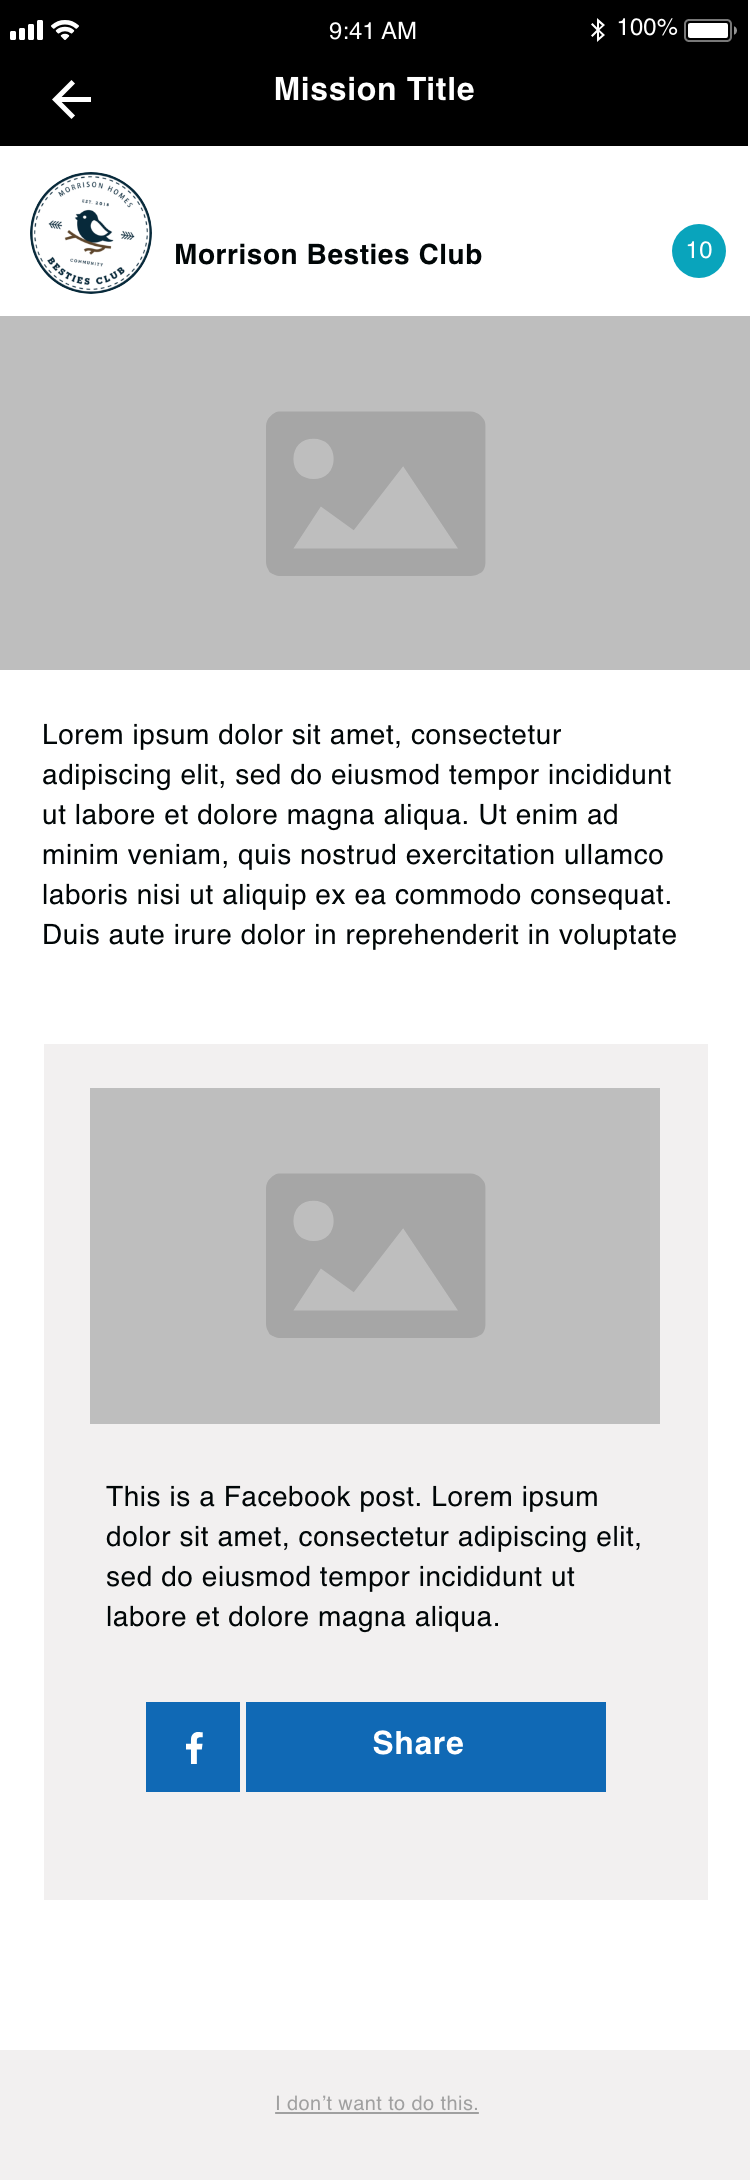 9:41 AM
100%
Mission Title
MORRISON HOMES
EST. 2018
COMMUNITY
BESTIES CLUB
Morrison Besties Club
10
Lorem ipsum dolor sit amet, consectetur
adipiscing elit, sed do eiusmod tempor incididunt
ut labore et dolore magna aliqua. Ut enim ad
minim veniam, quis nostrud exercitation ullamco
laboris nisi ut aliquip ex ea commodo consequat.
Duis aute irure dolor in reprehenderit in voluptate
This is a Facebook post. Lorem ipsum
dolor sit amet, consectetur adipiscing elit,
sed do eiusmod tempor incididunt ut
labore et dolore magna aliqua.
f
Share
I don’t want to do this.